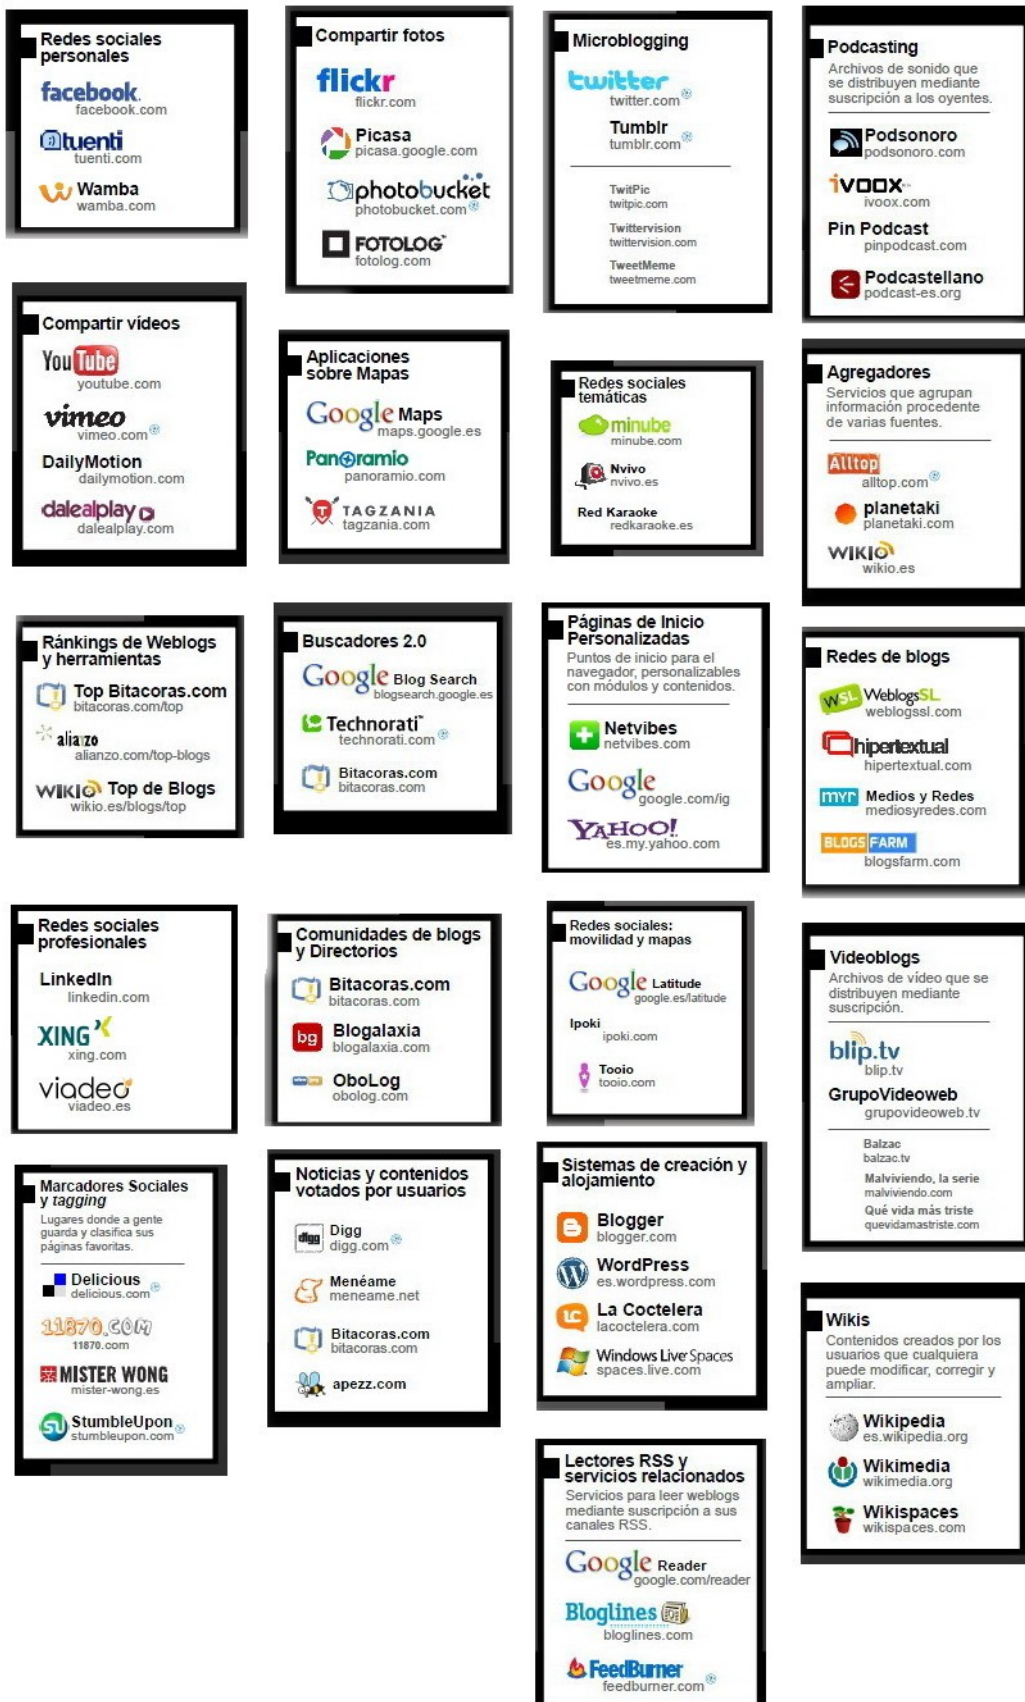 Redes sociales
personales
facebook.
facebook.com
tuenti
tuenti.com
Wamba
wamba.com
Compartir fotos
flickr
flickr.com
Picasa
picasa.google.com
photobucket
photobucket.com
FOTOLOG
fotolog.com
Microblogging
twitter
twitter.com
Tumblr
tumblr.com
TwitPic
twitpic.com
Twittervision
twittervision.com
TweetMeme
tweetmeme.com
Podcasting
Archivos de sonido que
se distribuyen mediante
suscripción a los oyentes.
Podsonoro
podsonoro.com
iVOOX
ivoox.com
Pin Podcast
pinpodcast.com
Podcastellano
podcast-es.org
Compartir vídeos
You Tube
youtube.com
vimeo
vimeo.com
DailyMotion
dailymotion.com
dalealplay
dalealplay.com
Aplicaciones
sobre Mapas
Google Maps
maps.google.es
Panoramio
panoramio.com
TAGZANIA
tagzania.com
Redes sociales
temáticas
minube
minube.com
Nvivo
nvivo.es
Red Karaoke
redkaraoke.es
Agregadores
Servicios que agrupan
información procedente
de varias fuentes.
Alltop
alltop.com
planetaki
planetaki.com
WIKIO
wikio.es
Ránkings de Weblogs
y herramientas
Top Bitacoras.com
bitacoras.com/top
alianzo
alianzo.com/top-blogs
WIKIO Top de Blogs
wikio.es/blogs/top
Buscadores 2.0
Google Blog Search
blogsearch.google.es
Technorati
technorati.com
Bitacoras.com
bitacoras.com
Páginas de Inicio
Personalizadas
Puntos de inicio para el
navegador, personalizables
con módulos y contenidos.
Netvibes
netvibes.com
Google
google.com/ig
YAHOO!
es.my.yahoo.com
Redes de blogs
WSL WeblogsSL
weblogssl.com
hipertextual
hipertextual.com
myr Medios y Redes
mediosyredes.com
BLOGS FARM
blogsfarm.com
Redes sociales
profesionales
LinkedIn
linkedin.com
XING
xing.com
viadeo
viadeo.es
Comunidades de blogs
y Directorios
Bitacoras.com
bitacoras.com
bg Blogalaxia
blogalaxia.com
OboLog
obolog.com
Redes sociales:
movilidad y mapas
Google Latitude
google.es/latitude
Ipoki
ipoki.com
Tooio
tooio.com
Videoblogs
Archivos de vídeo que se
distribuyen mediante
suscripción.
blip.tv
blip.tv
GrupoVideoweb
grupovideoweb.tv
Balzac
balzac.tv
Malviviendo, la serie
malviviendo.com
Qué vida más triste
quevidamastriste.com
Marcadores Sociales
y tagging
Lugares donde a gente
guarda y clasifica sus
páginas favoritas.
Delicious
delicious.com
11870.COM
11870.com
MISTER WONG
mister-wong.es
SU StumbleUpon
stumbleupon.com
Noticias y contenidos
votados por usuarios
digg Digg
digg.com
Menéame
meneame.net
Bitacoras.com
bitacoras.com
apezz.com
Sistemas de creación y
alojamiento
Blogger
blogger.com
WordPress
es.wordpress.com
LC La Coctelera
lacoctelera.com
Windows Live Spaces
spaces.live.com
Wikis
Contenidos creados por los
usuarios que cualquiera
puede modificar, corregir y
ampliar.
Wikipedia
es.wikipedia.org
Wikimedia
wikimedia.org
Wikispaces
wikispaces.com
Lectores RSS y
servicios relacionados
Servicios para leer weblogs
mediante suscripción a sus
canales RSS.
Google Reader
google.com/reader
Bloglines
bloglines.com
FeedBurner
feedburner.com